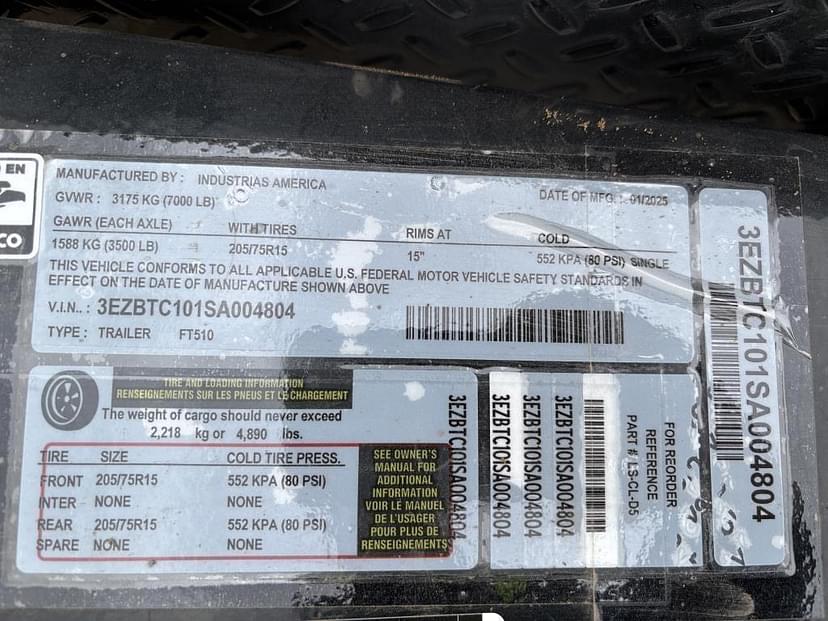 EN
CO
MANUFACTURED BY: INDUSTRIAS AMERICA
GVWR: 3175 KG (7000 LB)
DATE OF MFG.: 01/2025
GAWR (EACH AXLE) WITH TIRES RIMS AT COLD
1588 KG (3500 LB) 205/75R15 15" 552 KPA (80 PSI) SINGLE
THIS VEHICLE CONFORMS TO ALL APPLICABLE U.S. FEDERAL MOTOR VEHICLE SAFETY STANDARDS IN
EFFECT ON THE DATE OF MANUFACTURE SHOWN ABOVE
V.I.N..: 3EZBTC101SA004804
TYPE: TRAILER FT510
3EZBTC101SA004804
TIRE AND LOADING INFORMATION
RENSEIGNEMENTS SUR LES PNEUS ET LE CHARGEMENT
The weight of cargo should never exceed
2,218 kg or 4,890 lbs.
TIRE SIZE COLD TIRE PRESS.
FRONT 205/75R15 552 KPA (80 PSI)
INTER NONE NONE
REAR 205/75R15 552 KPA (80 PSI)
SPARE NONE NONE
SEE OWNER'S
MANUAL FOR
ADDITIONAL
INFORMATION
VOIR LE MANUEL
DE L'USAGER
POUR PLUS DE
RENSEIGNEMENTS
3EZBTC101SA004804
3EZBTC101SA004804
3EZBTC101SA004804
3EZBTC101SA004804
FOR REORDER
REFERENCE
PART #: LS-CL-D5